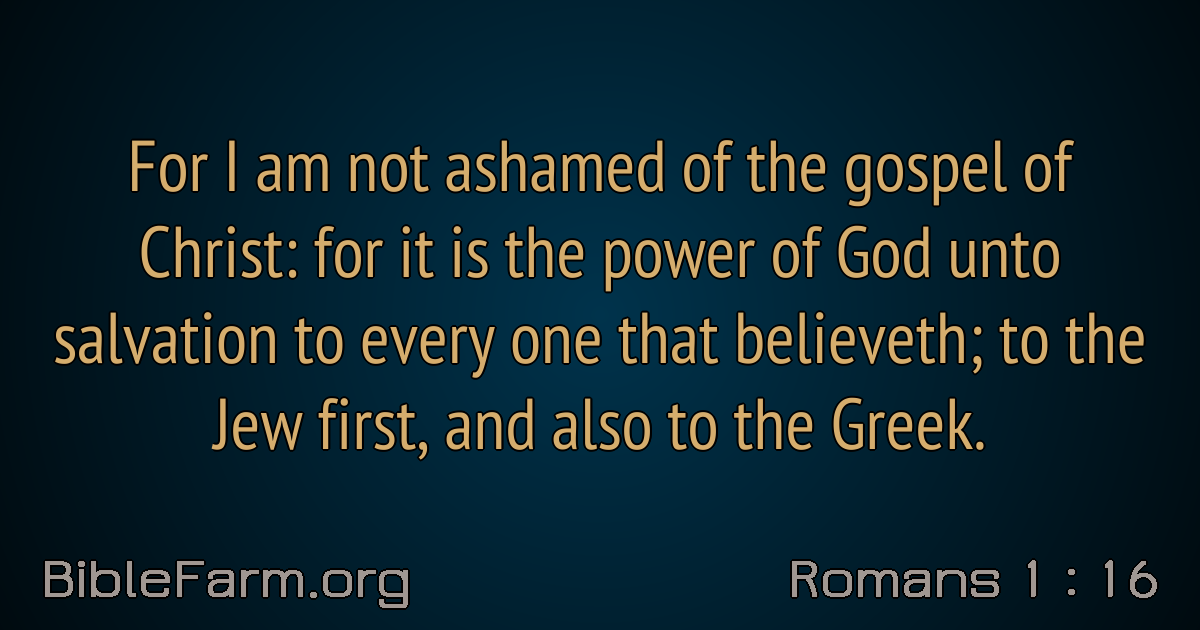 For I am not ashamed of the gospel of
Christ: for it is the power of God unto
salvation to every one that believeth; to the
Jew first, and also to the Greek.
BibleFarm.org
Romans 1 : 16